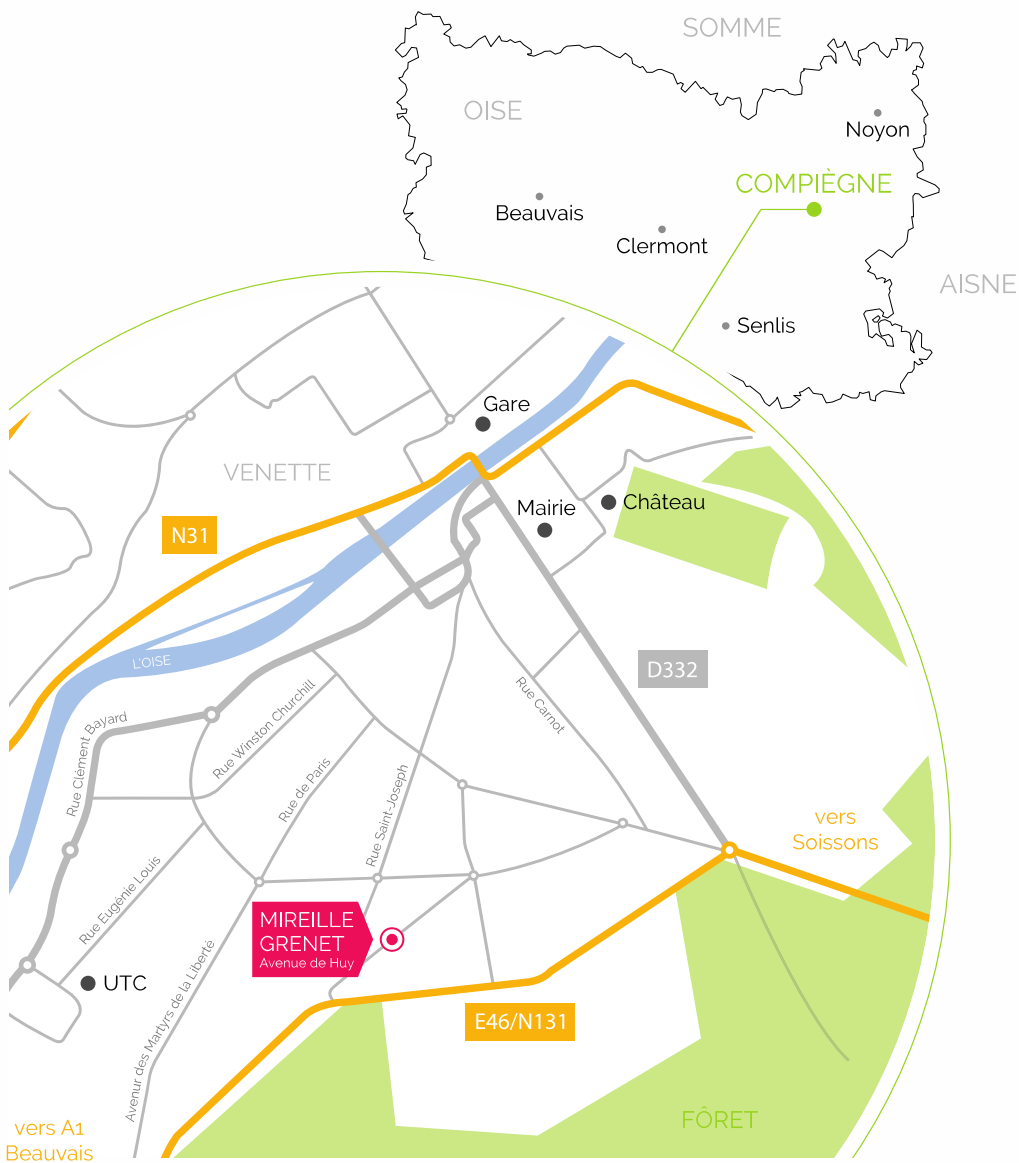 SOMME
OISE
Noyon
COMPIÈGNE
Beauvais
Clermont
AISNE
Senlis
Gare
VENETTE
Mairie
Château
N31
L'OISE
D332
Rue Carnot
Rue Clément Bayard
Rue Winston Churchill
Rue de Paris
Rue Saint-Joseph
vers
Soissons
Rue Eugénie Louis
MIREILLE
GRENET
Avenue de Huy
UTC
Avenur des Martyrs de la Liberté
E46/N131
FÔRET
vers A1
Beauvais